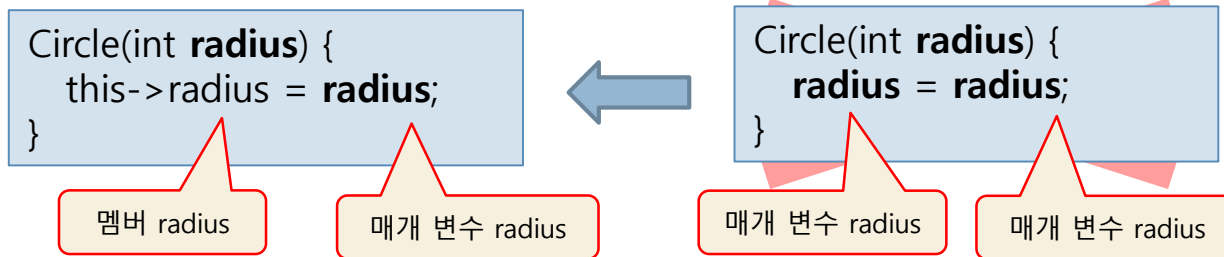 Circle(int radius) {
this->radius = radius;
}
멤버 radius
매개 변수 radius
Circle(int radius) {
radius = radius;
}
매개 변수 radius
매개 변수 radius